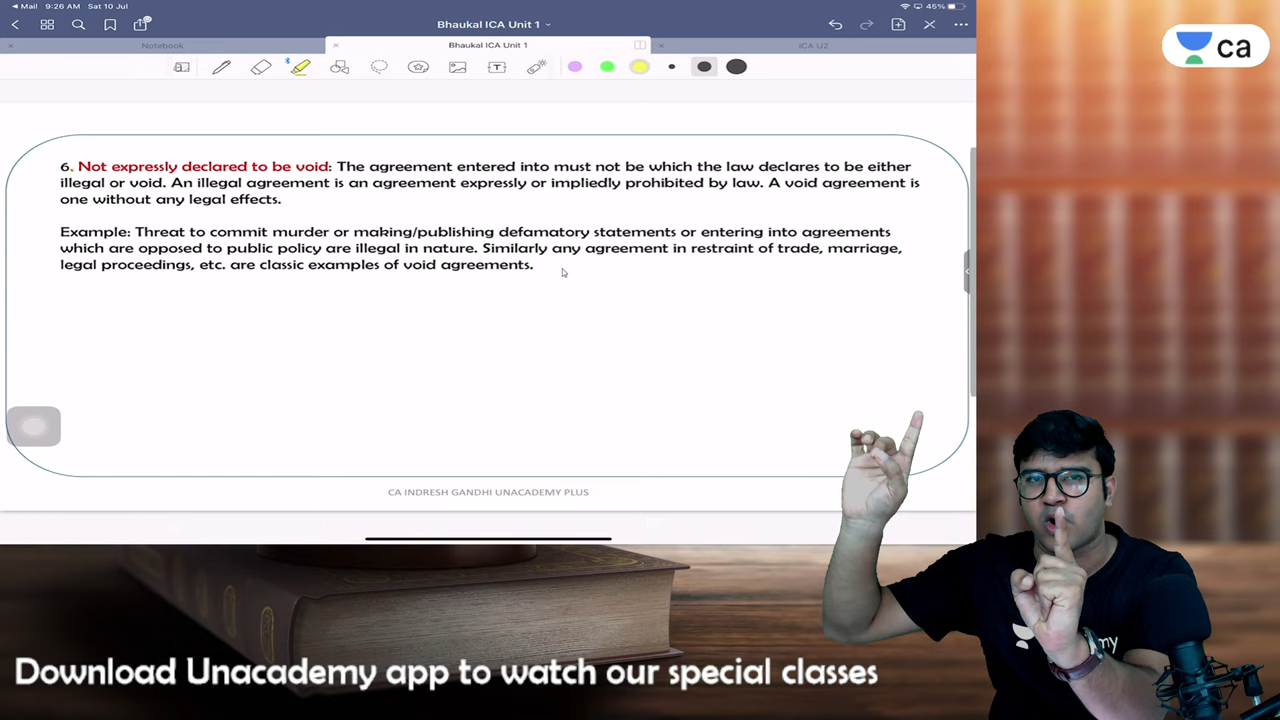 Mail 9:26 AM Sat 10 Jul 45%
Bhaukal ICA Unit 1
Notebook Bhaukal ICA Unit 1 ICA U2
ca
6. Not expressly declared to be void: The agreement entered into must not be which the law declares to be either
illegal or void. An illegal agreement is an agreement expressly or impliedly prohibited by law. A void agreement is
one without any legal effects.
Example: Threat to commit murder or making/publishing defamatory statements or entering into agreements
which are opposed to public policy are illegal in nature. Similarly any agreement in restraint of trade, marriage,
legal proceedings, etc. are classic examples of void agreements.
CA INDRESH GANDHI UNACADEMY PLUS
Download Unacademy app to watch our special classes